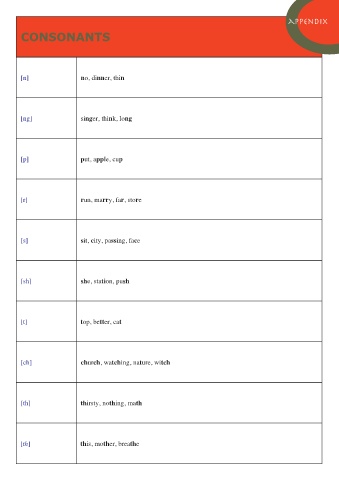 APPENDIX
CONSONANTS
[n] no, dinner, thin
[ng] singer, think, long
[p] put, apple, cup
[r] run, marry, far, store
[s] sit, city, passing, face
[sh] she, station, push
[t] top, better, cat
[ch] church, watching, nature, witch
[th] thirsty, nothing, math
this, mother, breathe